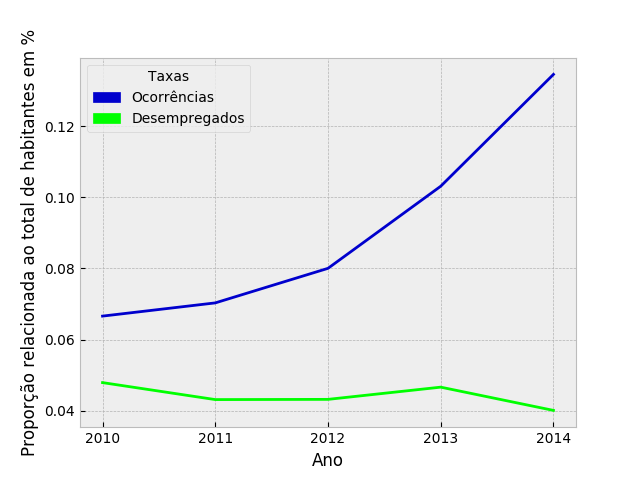 Proporção relacionada ao total de habitantes em %
Taxas
Ocorrências
Desempregados
0.12
0.10
0.08
0.06
0.04
2010 2011 2012 2013 2014
Ano